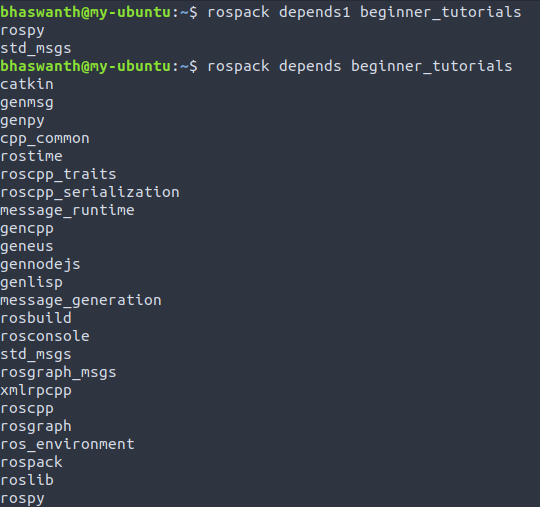 bhaswanth@my-ubuntu:~$ rospack depends1 beginner_tutorials
rospy
std_msgs
bhaswanth@my-ubuntu:~$ rospack depends beginner_tutorials
catkin
genmsg
genpy
cpp_common
rostime
roscpp_traits
roscpp_serialization
message_runtime
gencpp
geneus
gennodejs
genlisp
message_generation
rosbuild
rosconsole
std_msgs
rosgraph_msgs
xmlrpcpp
roscpp
rosgraph
ros_environment
rospack
roslib
rospy